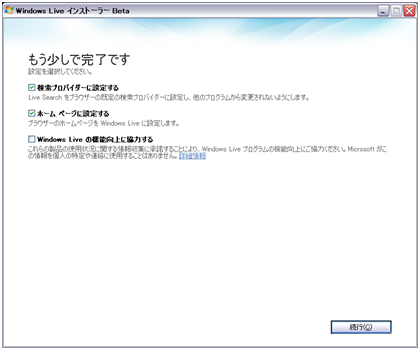 Windows Live インストーラー Beta
もう少しで完了です
設定を選択してください。
検索プロバイダーに設定する
Live Search をブラウザーの既定の検索プロバイダーに設定し、他のプログラムから変更されないようにします。
ホーム ページに設定する
ブラウザーのホームページを Windows Live に設定します。
Windows Live の機能向上に協力する
これらの製品の使用状況に関する情報収集に承諾することにより、Windows Live プログラムの機能向上にご協力ください。Microsoft がこ
の情報を個人の特定や連絡に使用することはありません。詳細情報
続行(C)